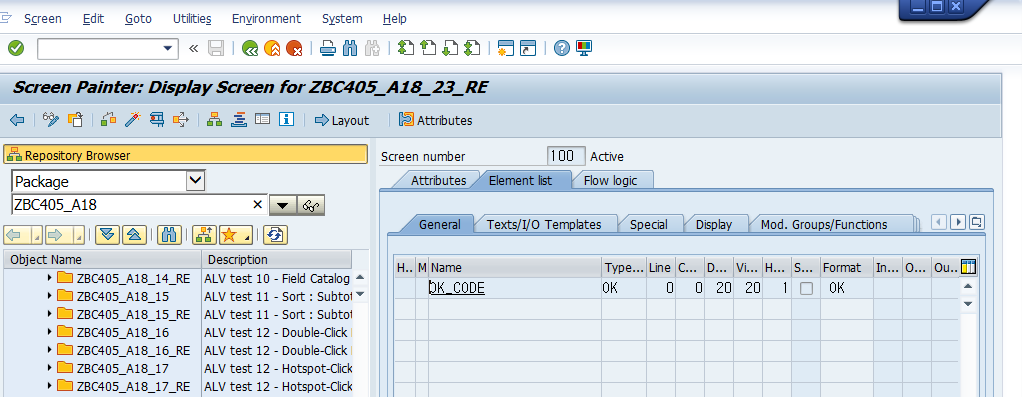 Screen Edit Goto Utilities Environment System Help
Screen Painter: Display Screen for ZBC405_A18_23_RE
Layout Attributes
Repository Browser
Package
ZBC405_A18
Object Name Description
ZBC405_A18_14_RE ALV test 10 - Field Catalog
ZBC405_A18_15 ALV test 11 - Sort : Subtot
ZBC405_A18_15_RE ALV test 11 - Sort : Subtot
ZBC405_A18_16 ALV test 12 - Double-Click
ZBC405_A18_16_RE ALV test 12 - Double-Click
ZBC405_A18_17 ALV test 12 - Hotspot-Click
ZBC405_A18_17_RE ALV test 12 - Hotspot-Click
Screen number 100 Active
Attributes Element list Flow logic
General Texts/I/O Templates Special Display Mod. Groups/Functions
H.. M Name Type... Line C... D... Vi... H... S... Format In... O... Ou...
OK_CODE OK 0 0 20 20 1 OK